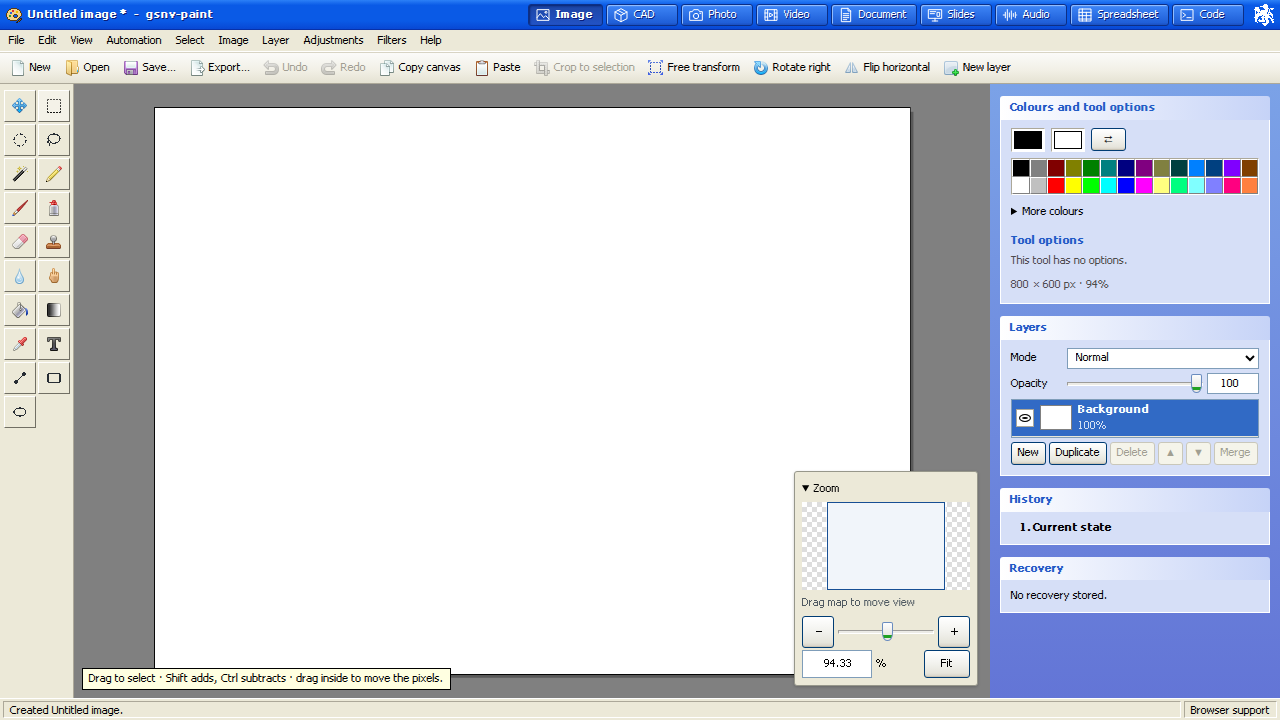 Untitled image * - gsnv-paint
Image CAD Photo Video Document Slides Audio Spreadsheet Code
File Edit View Automation Select Image Layer Adjustments Filters Help
New Open Save... Export... Undo Redo Copy canvas Paste Crop to selection Free transform Rotate right Flip horizontal New layer
Colours and tool options
More colours
Tool options
This tool has no options.
800 × 600 px · 94%
Layers
Mode Normal
Opacity 100
Background
100%
New Duplicate Delete ▲ ▼ Merge
History
1. Current state
Recovery
No recovery stored.
Zoom
Drag map to move view
− +
94.33 % Fit
Drag to select · Shift adds, Ctrl subtracts · drag inside to move the pixels.
Created Untitled image. Browser support